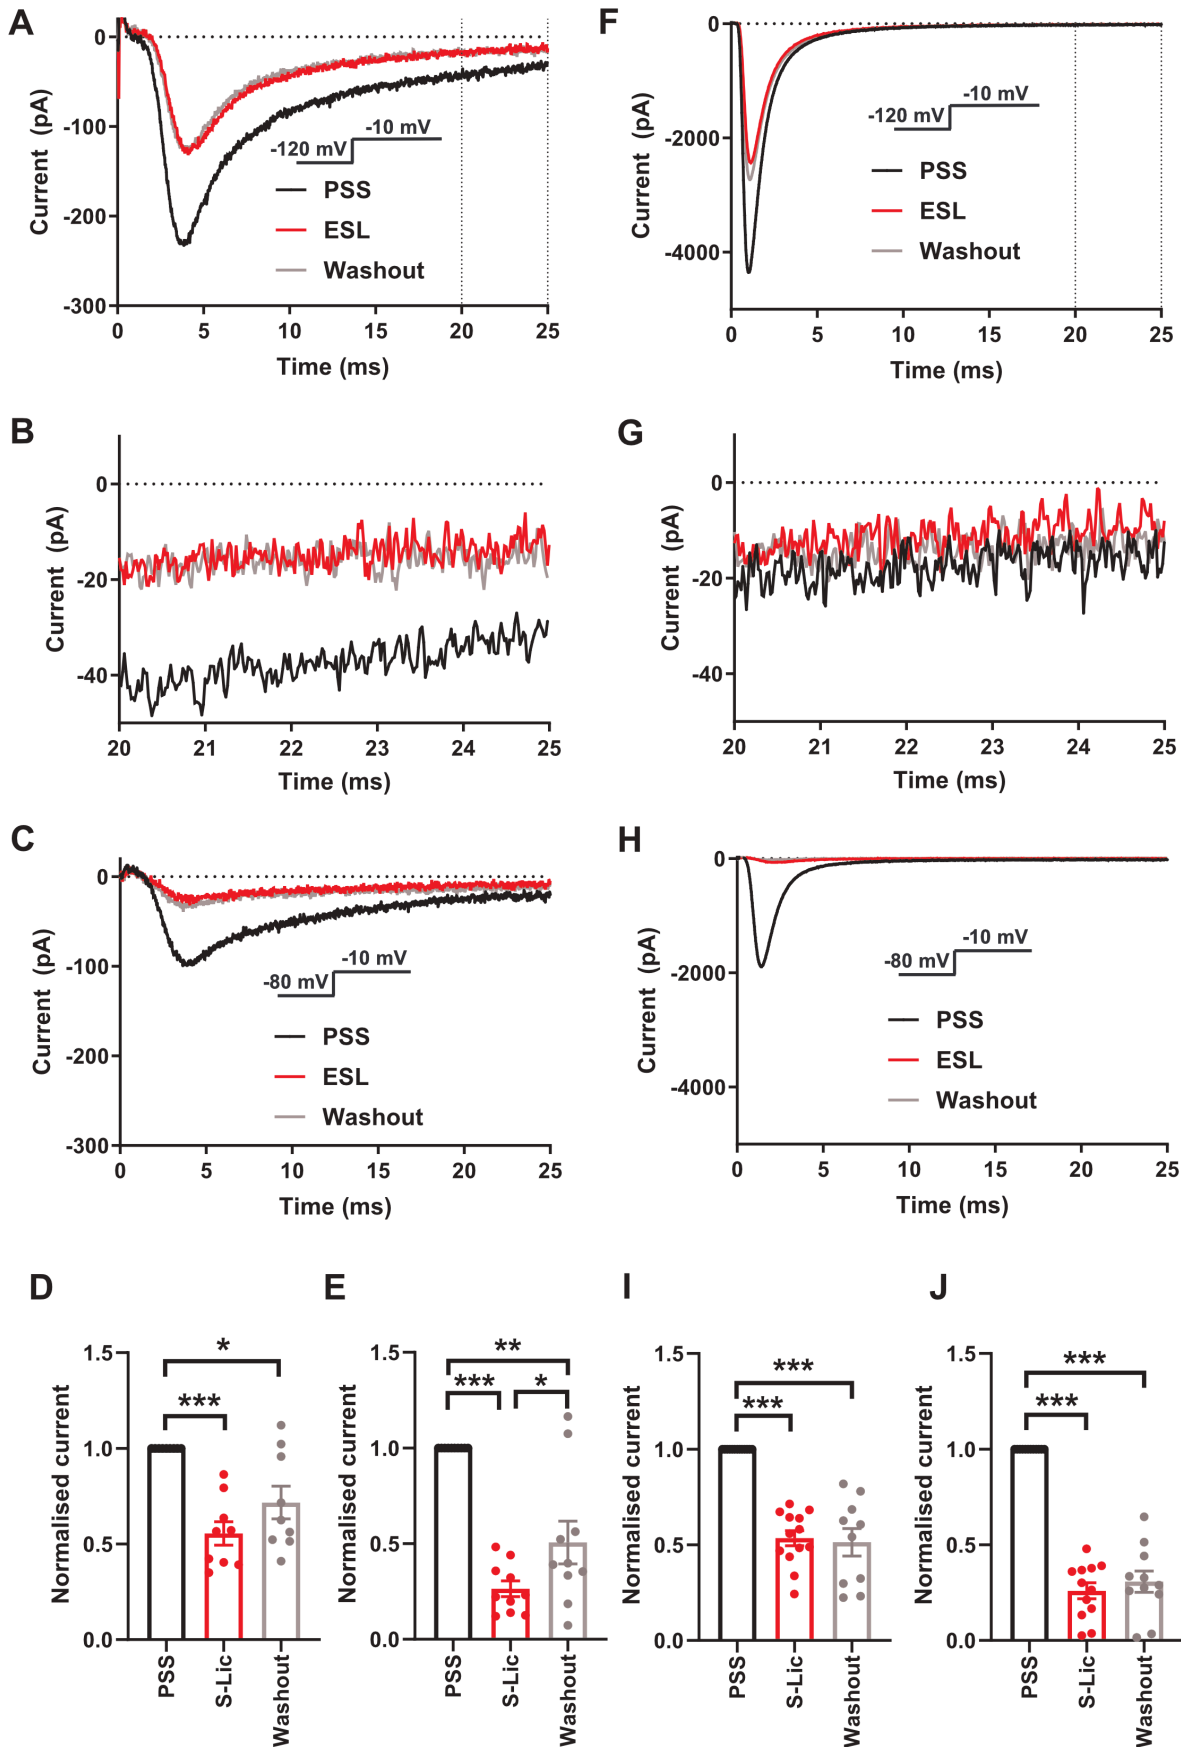 A
Current (pA)
0
-100
-200
-300
-120 mV
-10 mV
PSS
ESL
Washout
0 5 10 15 20 25
Time (ms)
F
Current (pA)
0
-2000
-4000
-120 mV
-10 mV
PSS
ESL
Washout
0 5 10 15 20 25
Time (ms)
B
Current (pA)
0
-20
-40
20 21 22 23 24 25
Time (ms)
G
Current (pA)
0
-20
-40
20 21 22 23 24 25
Time (ms)
C
Current (pA)
0
-100
-200
-300
-80 mV
-10 mV
PSS
ESL
Washout
0 5 10 15 20 25
Time (ms)
H
Current (pA)
0
-2000
-4000
-80 mV
-10 mV
PSS
ESL
Washout
0 5 10 15 20 25
Time (ms)
D
Normalised current
1.5
1.0
0.5
0.0
*
***
PSS
S-Lic
Washout
E
Normalised current
1.5
1.0
0.5
0.0
**
*** *
PSS
S-Lic
Washout
I
Normalised current
1.5
1.0
0.5
0.0
***
***
PSS
S-Lic
Washout
J
Normalised current
1.5
1.0
0.5
0.0
***
***
PSS
S-Lic
Washout